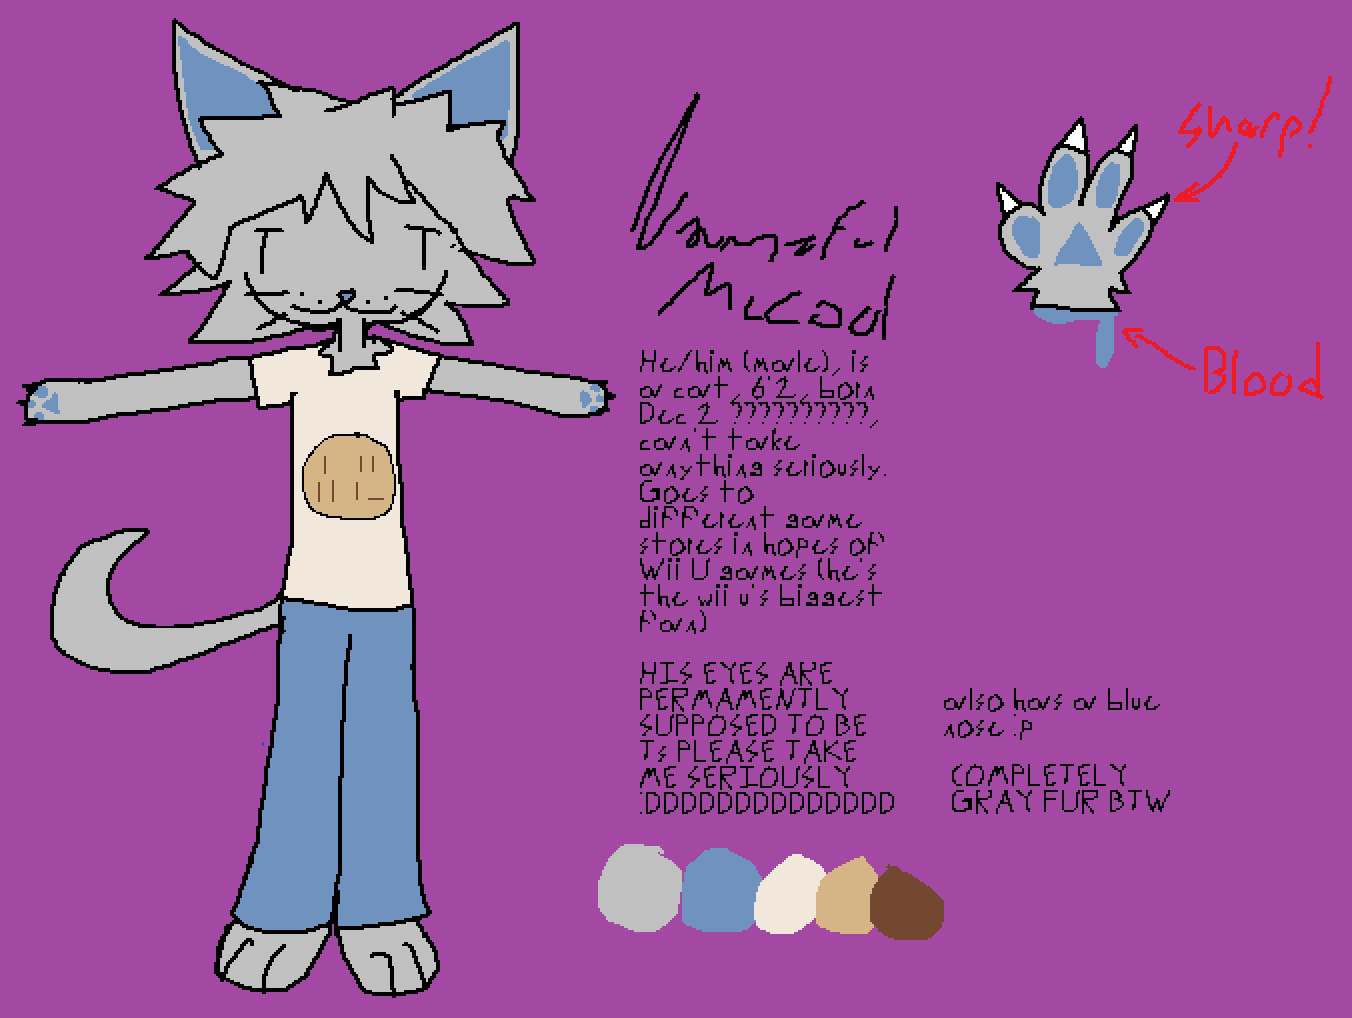 McCool
He/him (male), is
a cat, 6'2, born
Dec 2 ??????????,
can't take
anything seriously.
Goes to
different game
stores in hopes of
Wii U games (he's
the wii u's biggest
fan)
HIS EYES ARE
PERMAMENTLY
SUPPOSED TO BE
Ts PLEASE TAKE
ME SERIOUSLY
:DDDDDDDDDDDDDD
Sharp!
Blood
also has a blue
nose :p
COMPLETELY
GRAY FUR BTW